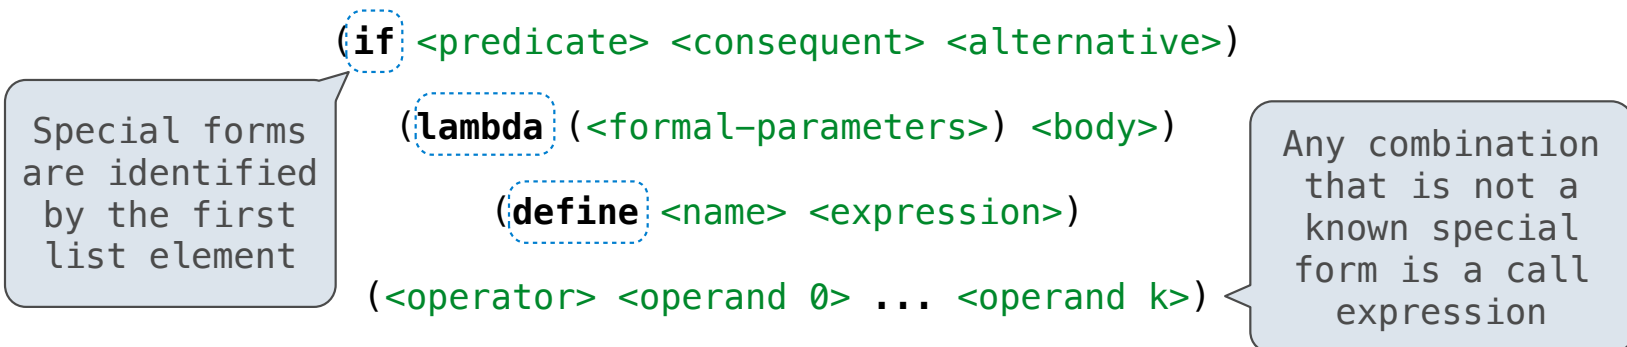 (if <predicate> <consequent> <alternative>)
Special forms
are identified
by the first
list element
(lambda (<formal-parameters>) <body>)
(define <name> <expression>)
(<operator> <operand 0> ... <operand k>)
Any combination
that is not a
known special
form is a call
expression